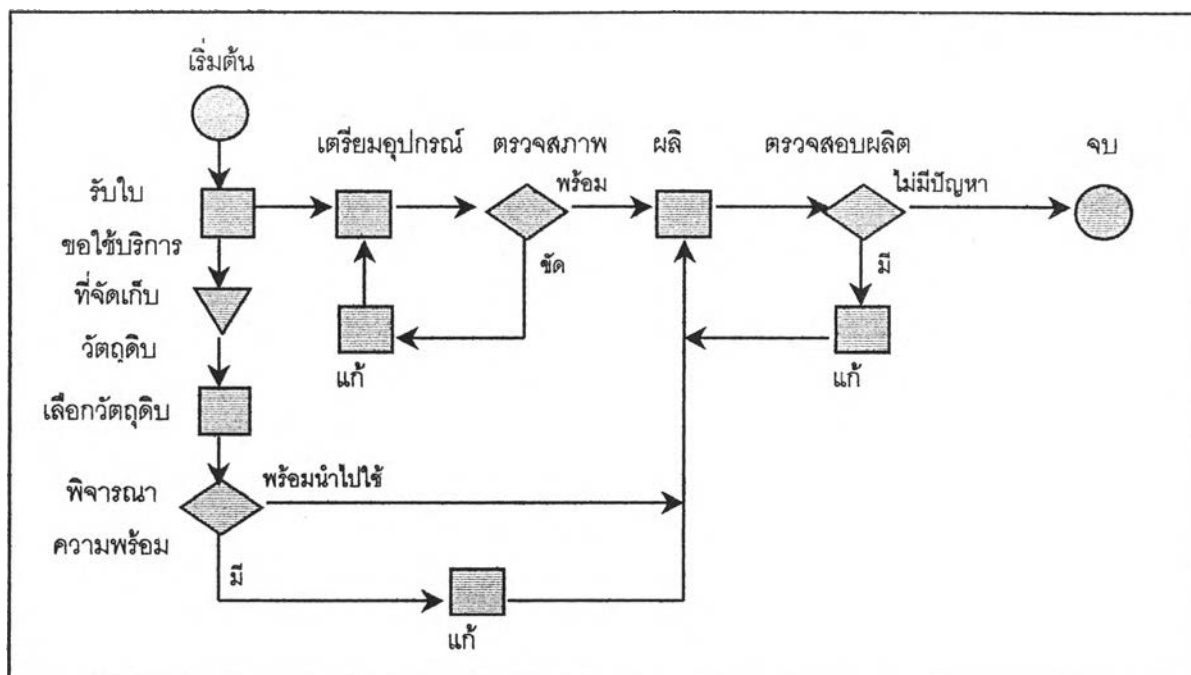 เริ่มต้น
เตรียมอุปกรณ์
ตรวจสภาพ
ผลิ
ตรวจสอบผลิต
จบ
รับใบ
พร้อม
ไม่มีปัญหา
ขอใช้บริการ
ขัด
มี
ที่จัดเก็บ
วัตถุดิบ
แก้
แก้
เลือกวัตถุดิบ
พร้อมนำไปใช้
พิจารณา
ความพร้อม
มี
แก้